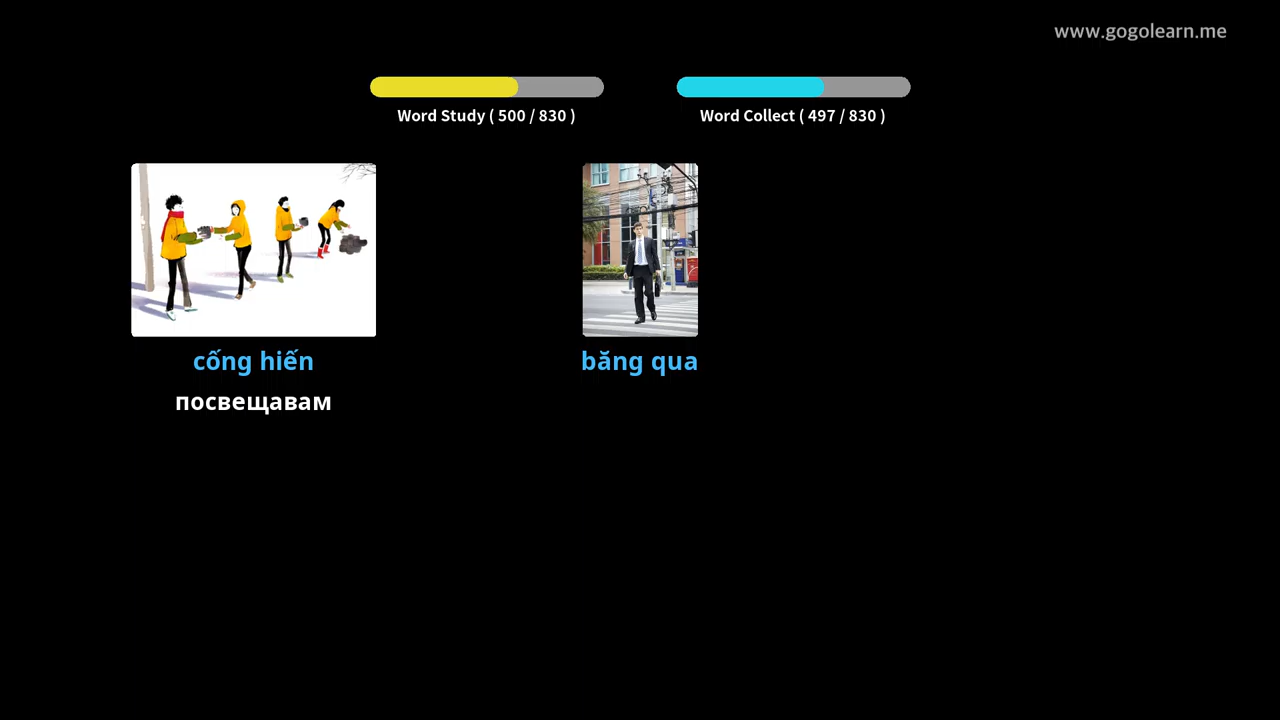 www.gogolearn.me
Word Study ( 500 / 830 )
Word Collect ( 497 / 830 )
cống hiến
băng qua
посвещавам